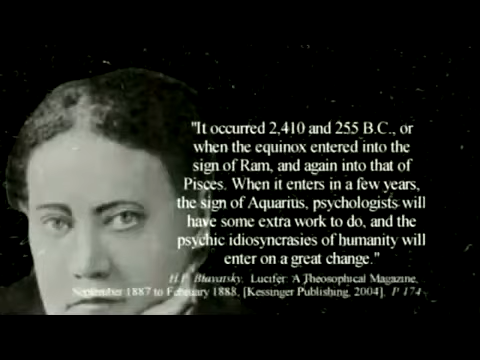 "It occurred 2,410 and 255 B.C., or
when the equinox entered into the
sign of Ram, and again into that of
Pisces. When it enters in a few years,
the sign of Aquarius, psychologists will
have some extra work to do, and the
psychic idiosyncrasies of humanity will
enter on a great change."
H.P. Blavatsky. Lucifer: A Theosophical Magazine,
September 1887 to February 1888, [Kessinger Publishing, 2004]. P 174